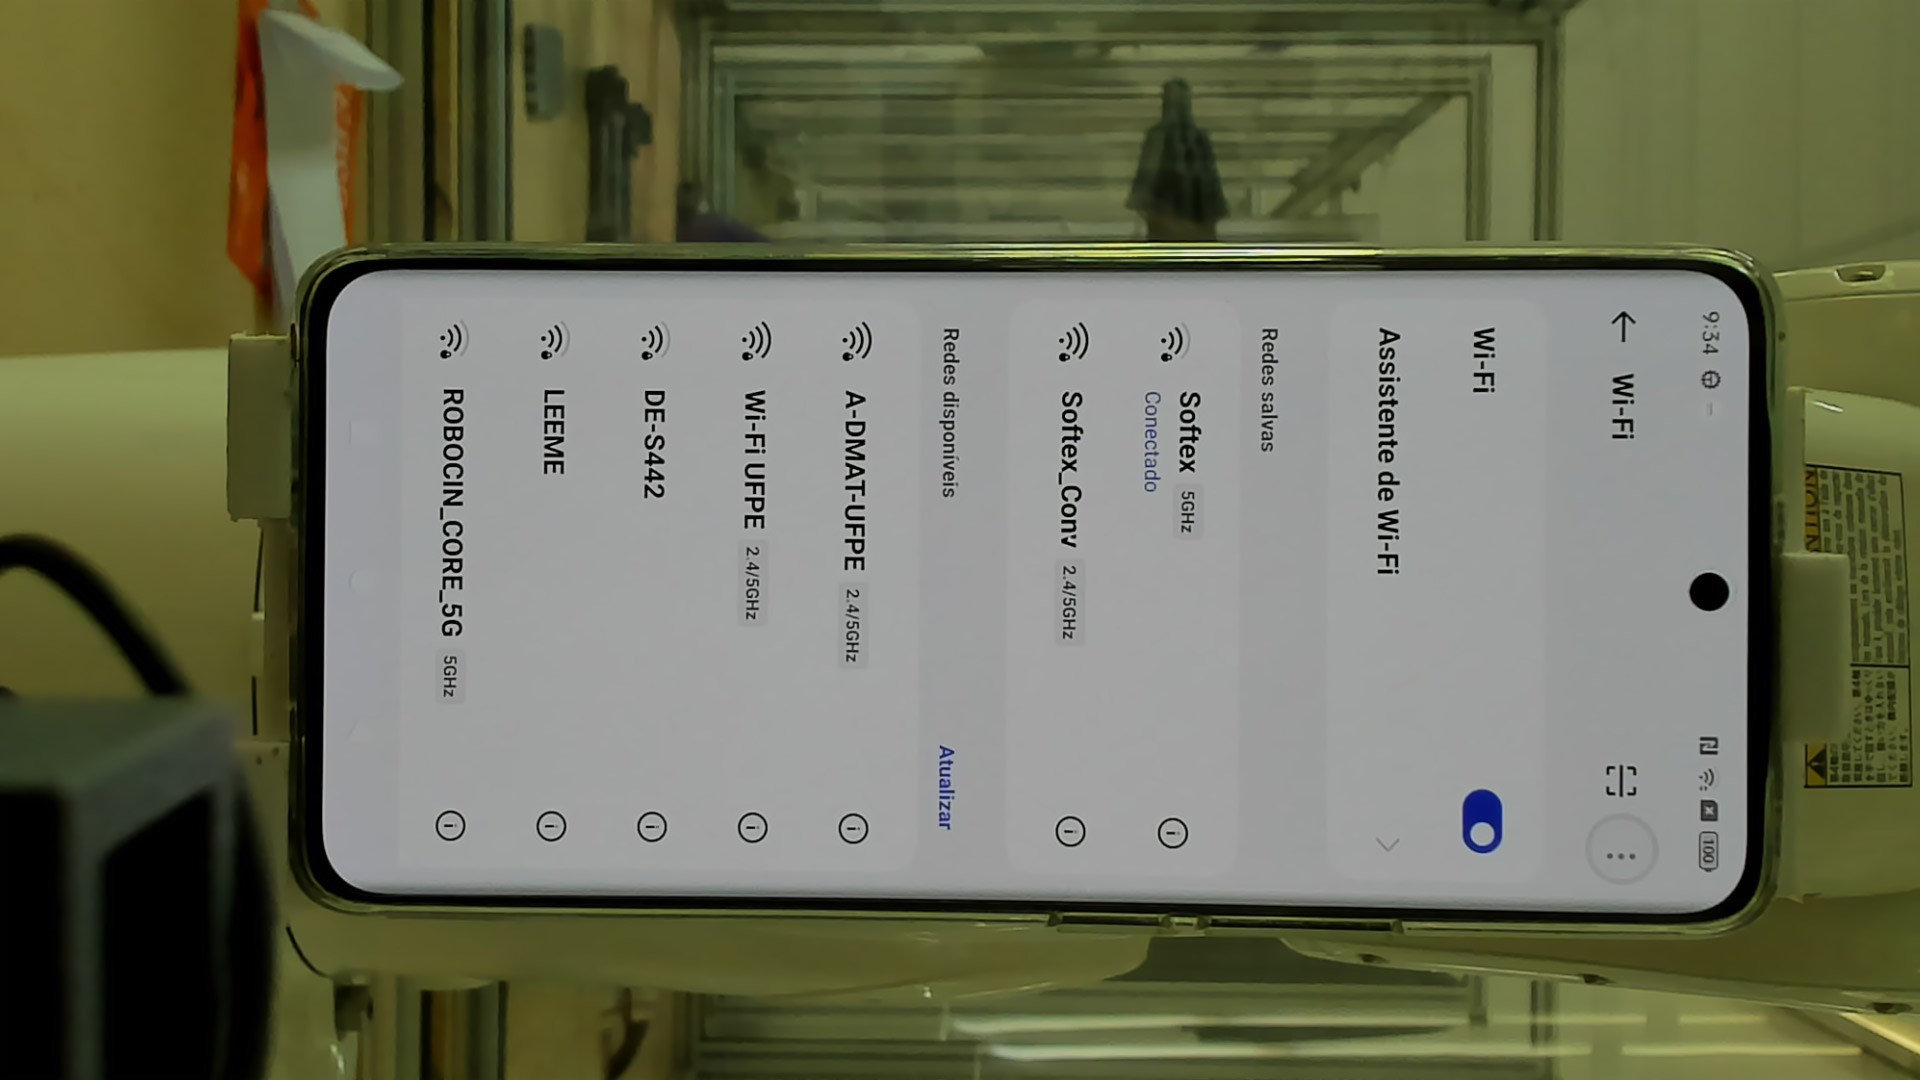 9:34
100
Wi-Fi
Wi-Fi
Assistente de Wi-Fi
Redes salvas
Softex 5GHz
Conectado
Softex_Conv 2.4/5GHz
Redes disponíveis Atualizar
A-DMAT-UFPE 2.4/5GHz
Wi-Fi UFPE 2.4/5GHz
DE-S442
LEEME
ROBOCIN_CORE_5G 5GHz